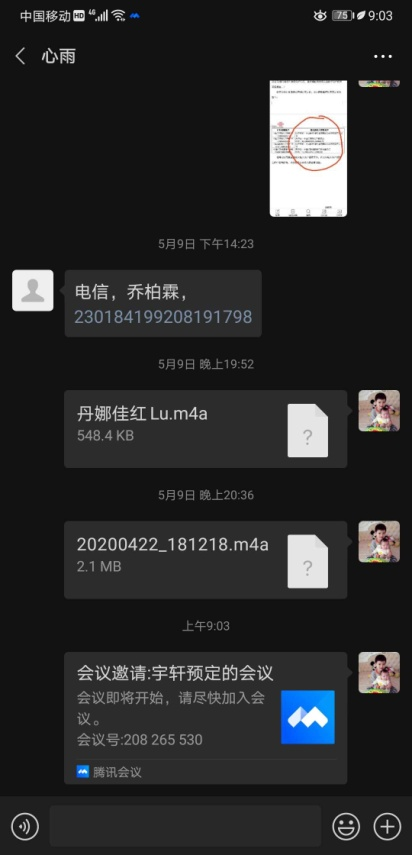 中国移动 HD 4G 75 9:03
心雨
5月9日 下午14:23
电信，乔柏霖，
230184199208191798
5月9日 晚上19:52
丹娜佳红 Lu.m4a
548.4 KB
?
5月9日 晚上20:36
20200422_181218.m4a
2.1 MB
?
上午9:03
会议邀请:宇轩预定的会议
会议即将开始，请尽快加入会
议。
会议号:208 265 530
腾讯会议